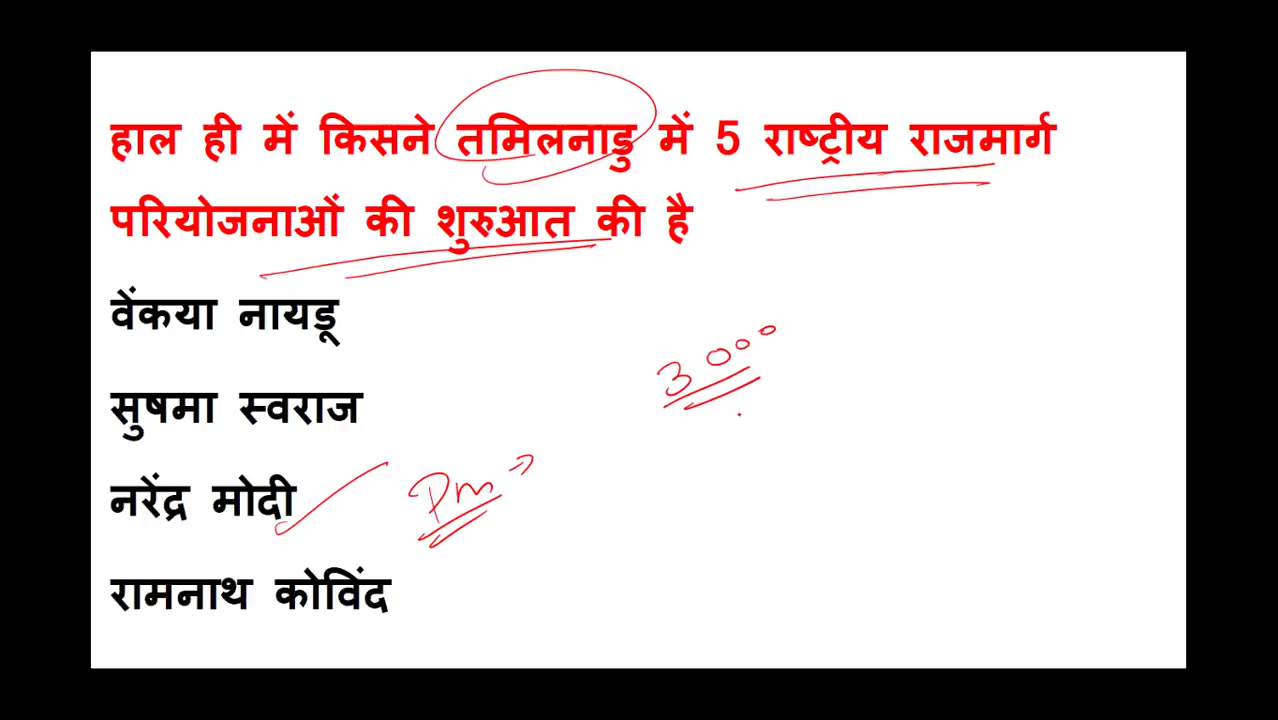 हाल ही में किसने तमिलनाडु में 5 राष्ट्रीय राजमार्ग
परियोजनाओं की शुरुआत की है
वेंकया नायडू
3000
सुषमा स्वराज
नरेंद्र मोदी Pm →
रामनाथ कोविंद